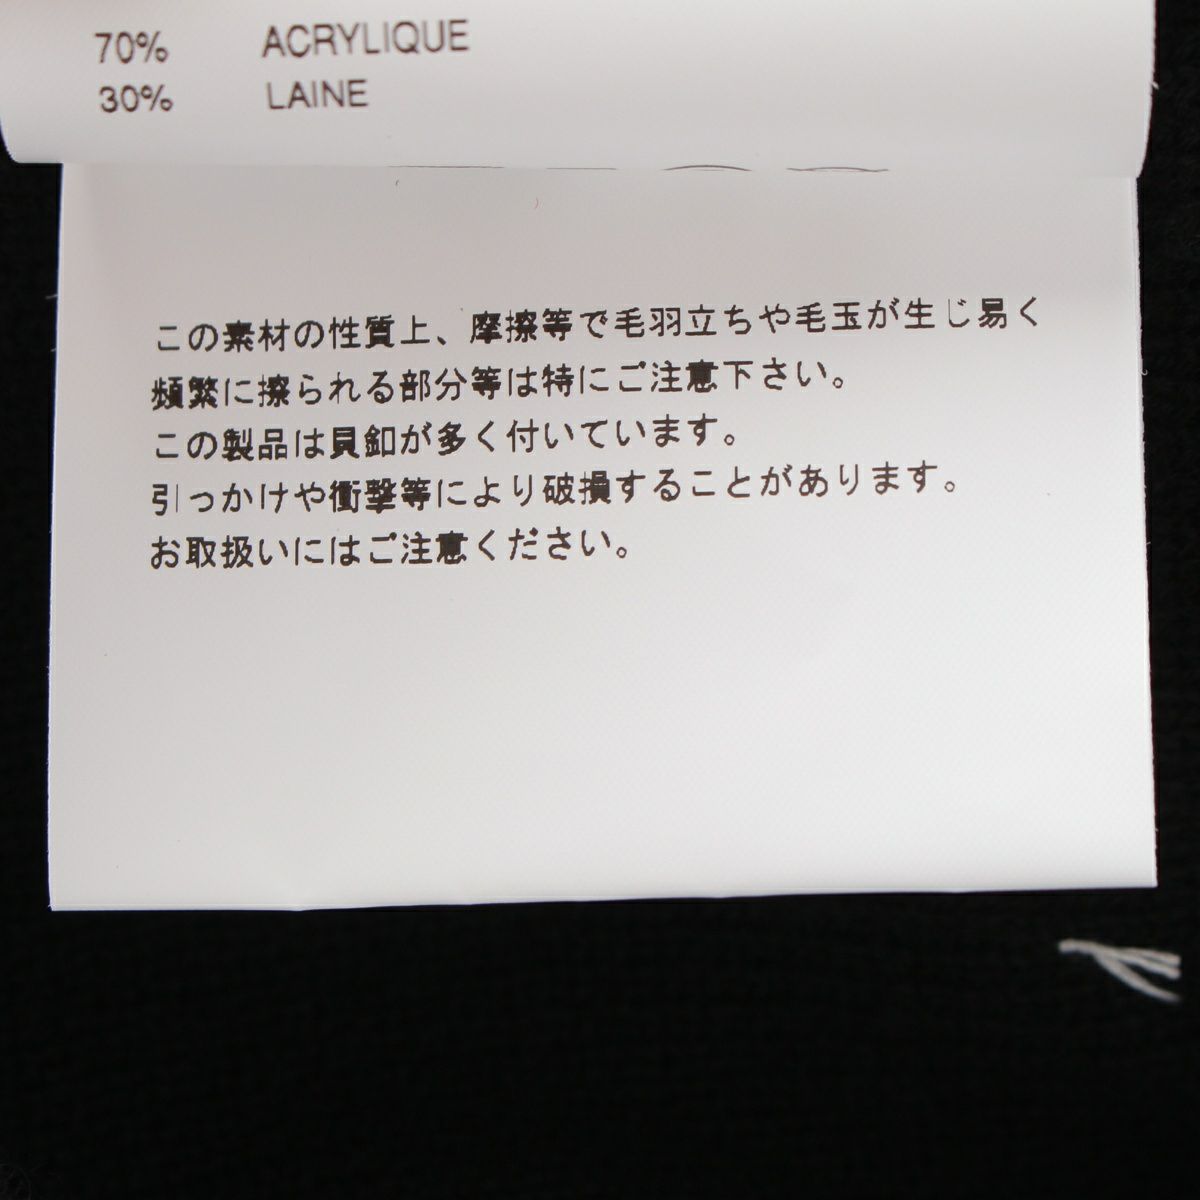 70% ACRYLIQUE
30% LAINE
この素材の性質上、摩擦等で毛羽立ちや毛玉が生じ易く
頻繁に擦られる部分等は特にご注意下さい。
この製品は貝釦が多く付いています。
引っかけや衝撃等により破損することがあります。
お取扱いにはご注意ください。